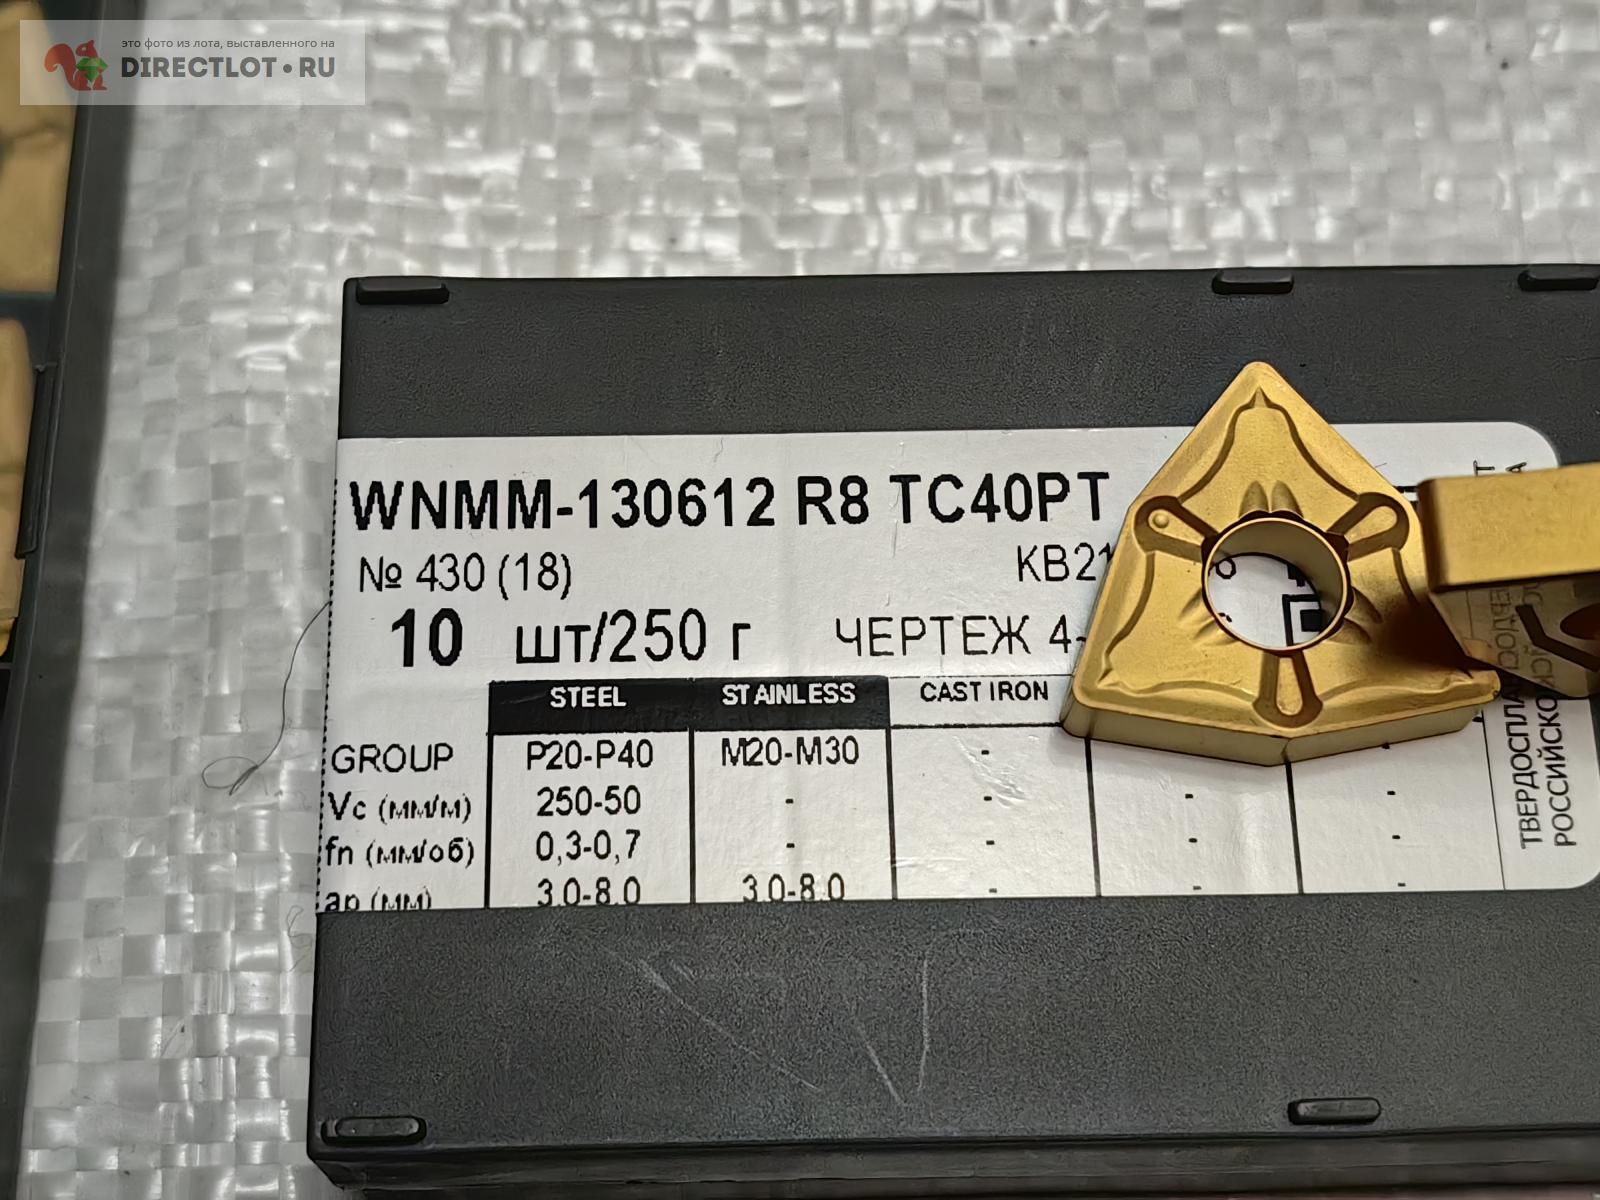 это фото из лота, выставленного на
DIRECTLOT•RU
WNMM-130612 R8 TC40PT
№ 430 (18)
10 шт/250 г
ЧЕРТЕЖ 4-
STEEL STAINLESS CAST IRON
GROUP P20-P40 M20-M30 -
Vc (мм/м) 250-50 - - - -
fn (мм/об) 0,3-0,7 - - - -
ap (мм) 3.0-8.0 3.0-8.0 - - -
РОССИЙСКО